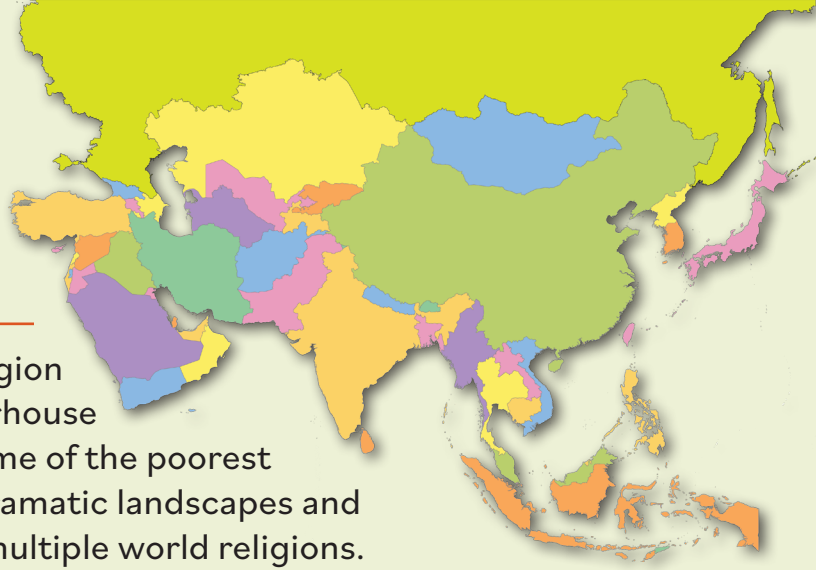 gion
rhouse
me of the poorest
amatic landscapes and
multiple world religions.